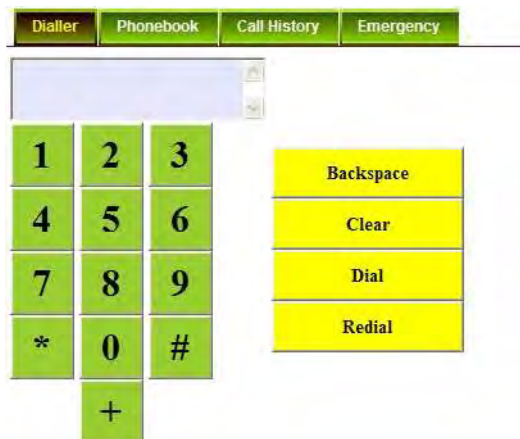 Dialler Phonebook Call History Emergency
1 2 3
Backspace
4 5 6
Clear
7 8 9
Dial
* 0 #
Redial
+